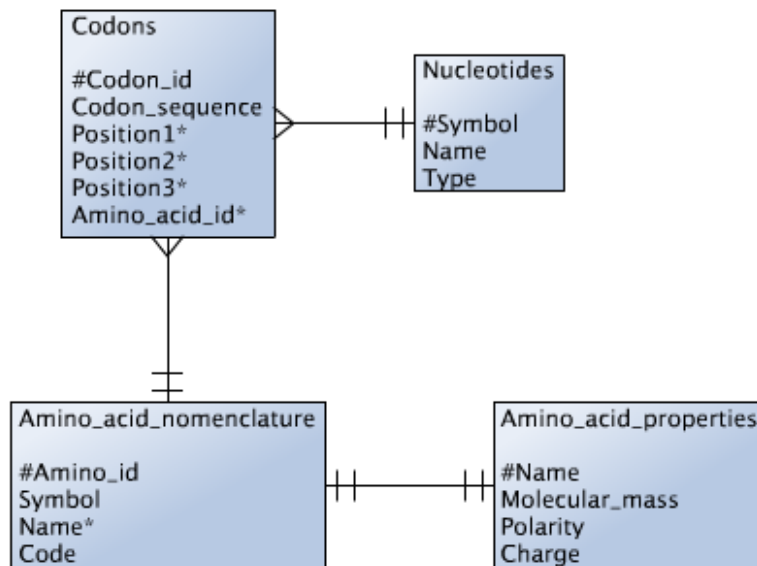 Codons
#Codon_id
Codon_sequence
Position1*
Position2*
Position3*
Amino_acid_id*
Nucleotides
#Symbol
Name
Type
Amino_acid_nomenclature
#Amino_id
Symbol
Name*
Code
Amino_acid_properties
#Name
Molecular_mass
Polarity
Charge